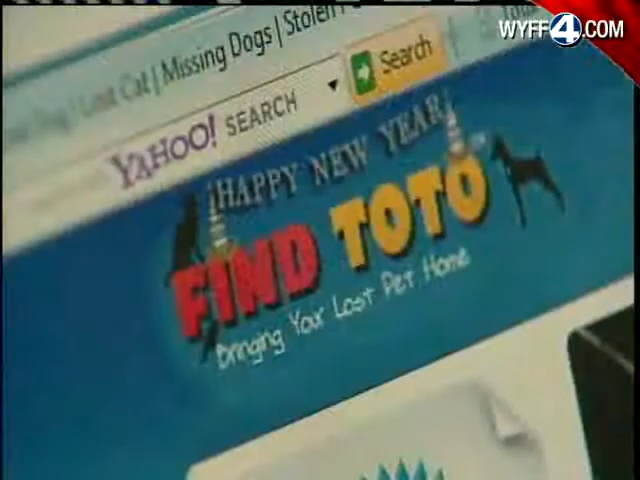 WYFF4.COM
Lost Cat | Missing Dogs | Stolen
YAHOO! SEARCH Search
HAPPY NEW YEAR
FIND TOTO
Bringing Your Lost Pet Home